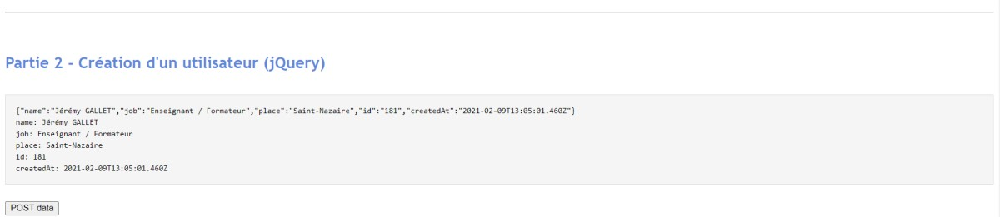 Partie 2 - Création d'un utilisateur (jQuery)
{"name":"Jérémy GALLET","job":"Enseignant / Formateur","place":"Saint-Nazaire","id":"181","createdAt":"2021-02-09T13:05:01.460Z"}
name: Jérémy GALLET
job: Enseignant / Formateur
place: Saint-Nazaire
id: 181
createdAt: 2021-02-09T13:05:01.460Z
POST data